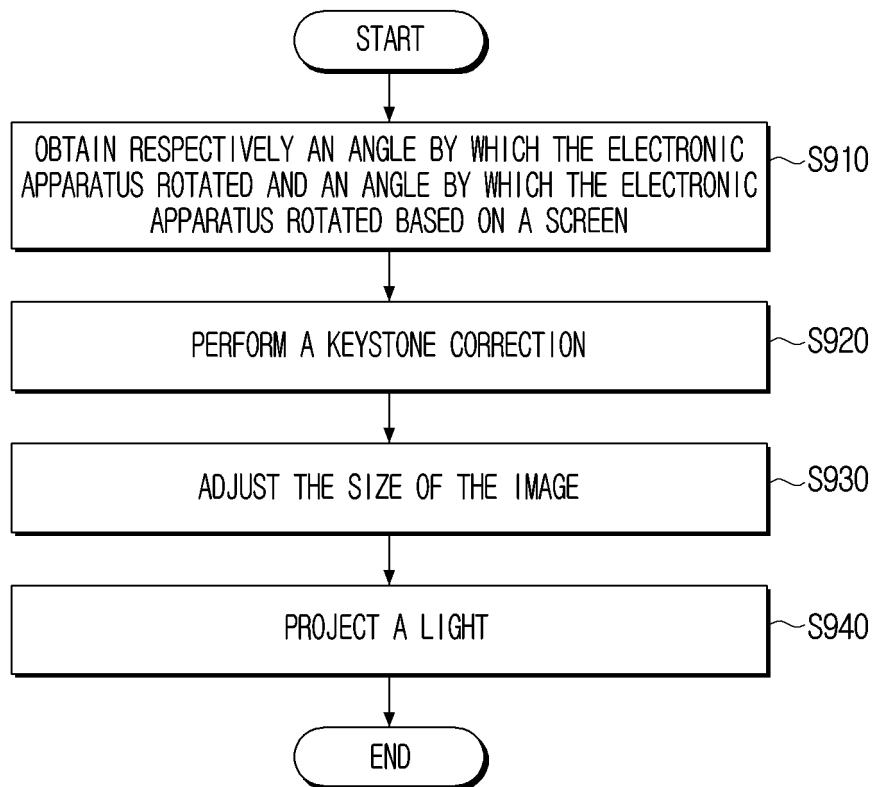 START
OBTAIN RESPECTIVELY AN ANGLE BY WHICH THE ELECTRONIC
APPARATUS ROTATED AND AN ANGLE BY WHICH THE ELECTRONIC
APPARATUS ROTATED BASED ON A SCREEN
S910
PERFORM A KEYSTONE CORRECTION
S920
ADJUST THE SIZE OF THE IMAGE
S930
PROJECT A LIGHT
S940
END